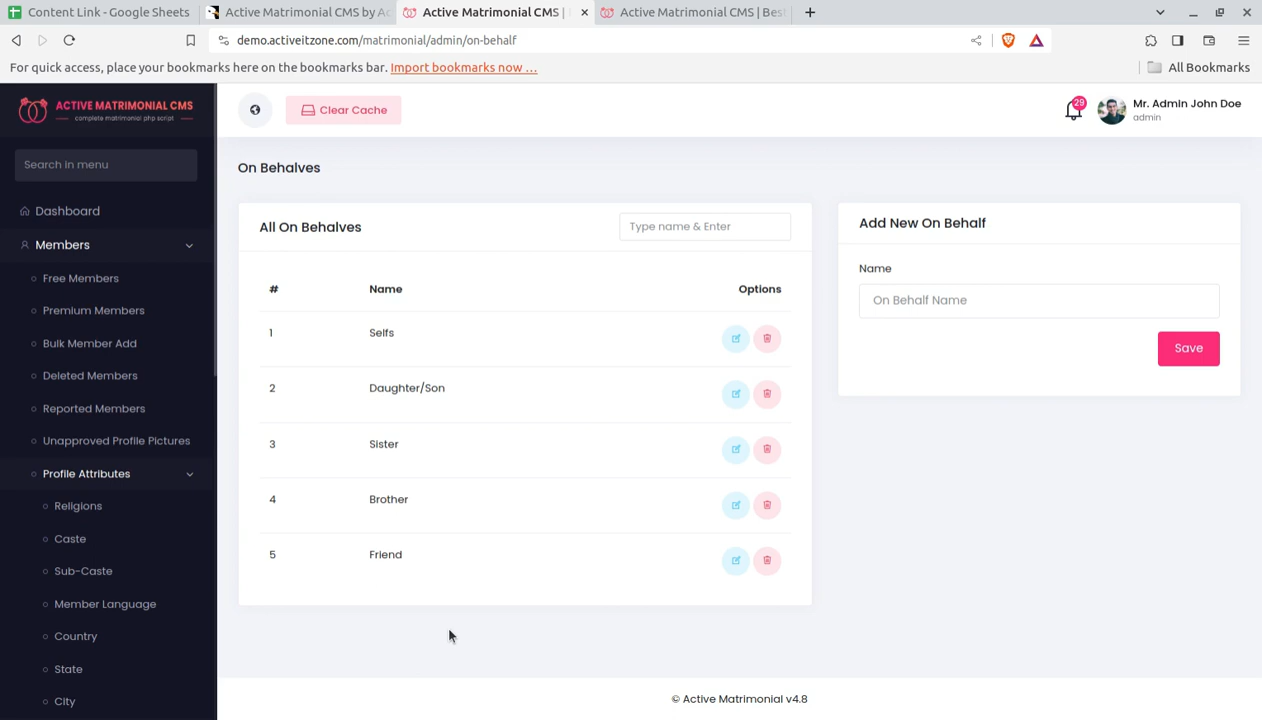 Content Link - Google Sheets
Active Matrimonial CMS by Ac
Active Matrimonial CMS |
Active Matrimonial CMS | Bes
demo.activeitzone.com/matrimonial/admin/on-behalf
For quick access, place your bookmarks here on the bookmarks bar. Import bookmarks now ...
All Bookmarks
ACTIVE MATRIMONIAL CMS
complete matrimonial php script
Clear Cache
29
Mr. Admin John Doe
admin
Search in menu
Dashboard
Members
Free Members
Premium Members
Bulk Member Add
Deleted Members
Reported Members
Unapproved Profile Pictures
Profile Attributes
Religions
Caste
Sub-Caste
Member Language
Country
State
City
On Behalves
All On Behalves
Type name & Enter
# Name Options
1 Selfs
2 Daughter/Son
3 Sister
4 Brother
5 Friend
Add New On Behalf
Name
On Behalf Name
Save
© Active Matrimonial v4.8